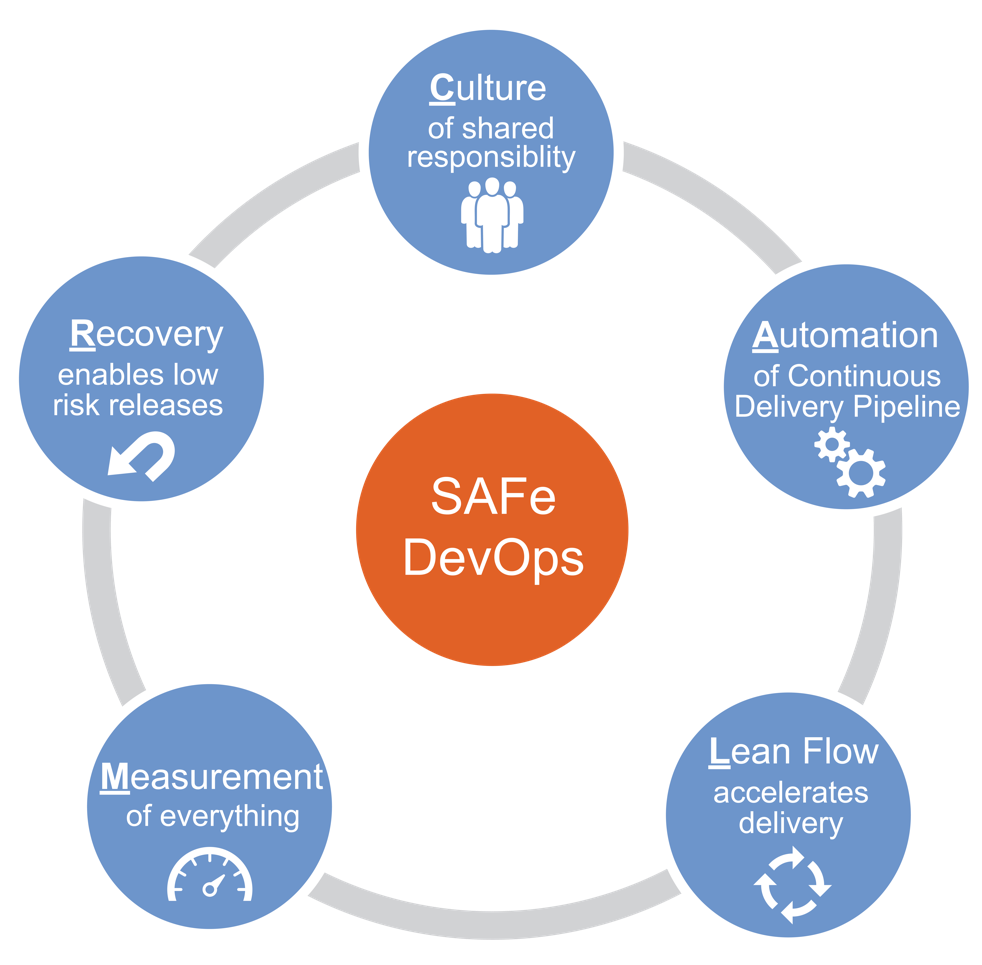 Culture
of shared
responsiblity
Automation
of Continuous
Delivery Pipeline
Lean Flow
accelerates
delivery
Measurement
of everything
Recovery
enables low
risk releases
SAFe
DevOps